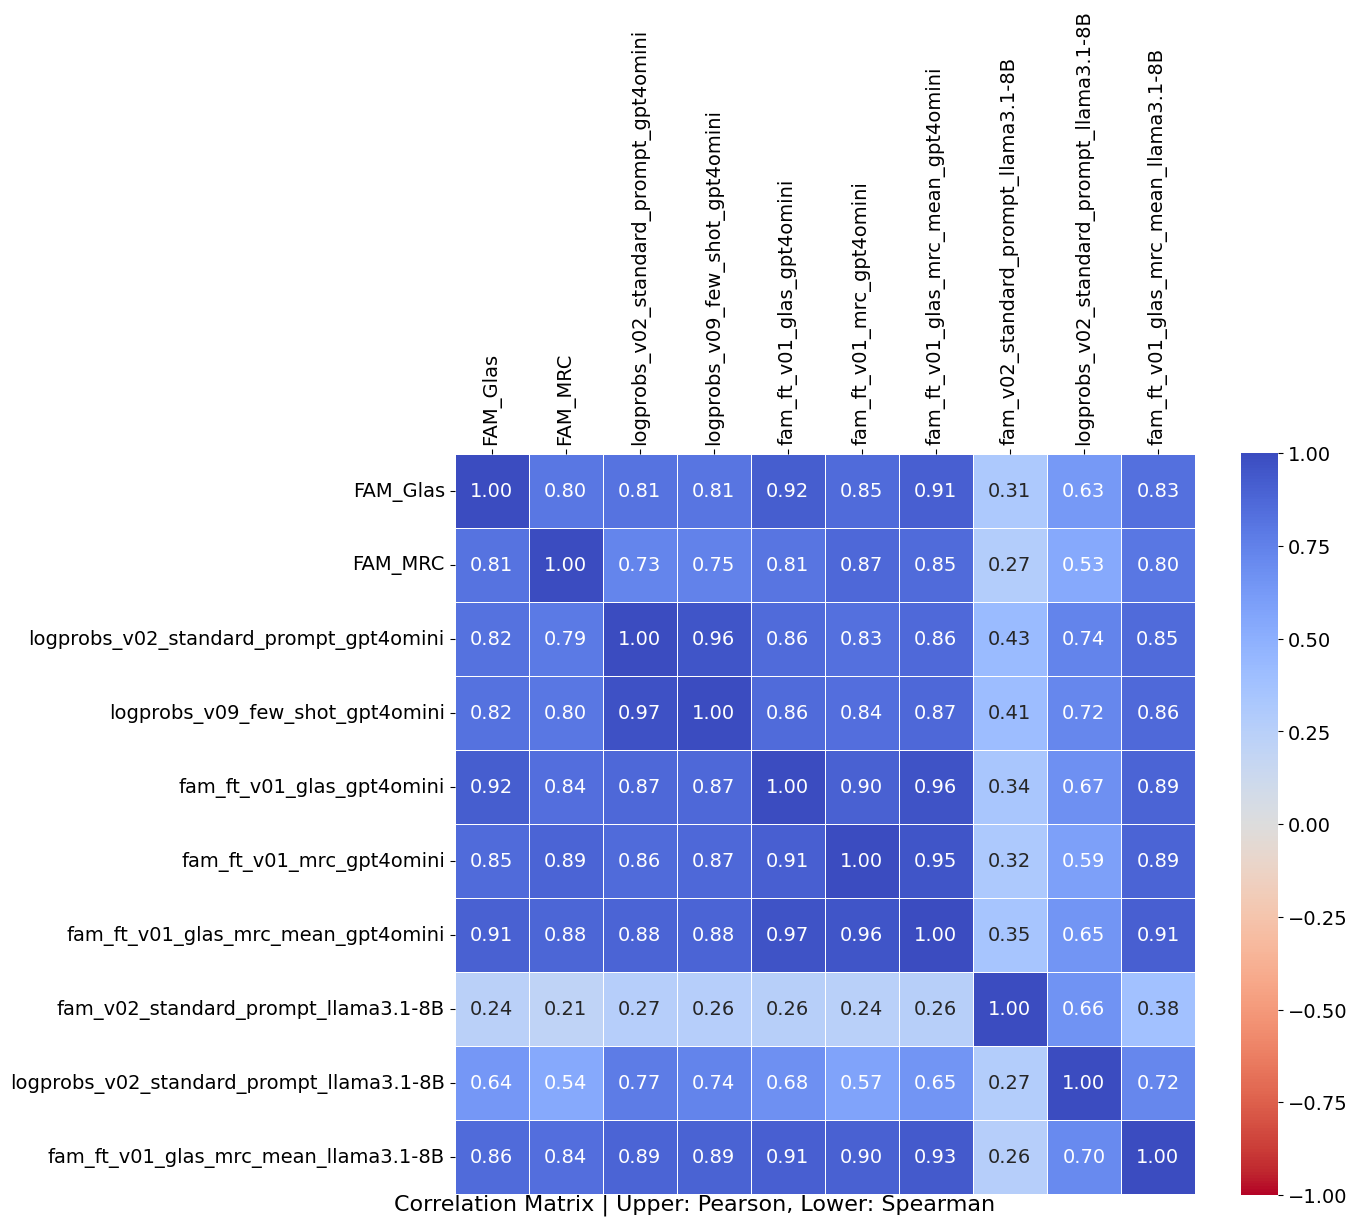 FAM_Glas
FAM_MRC
logprobs_v02_standard_prompt_gpt4omini
logprobs_v09_few_shot_gpt4omini
fam_ft_v01_glas_gpt4omini
fam_ft_v01_mrc_gpt4omini
fam_ft_v01_glas_mrc_mean_gpt4omini
fam_v02_standard_prompt_llama3.1-8B
logprobs_v02_standard_prompt_llama3.1-8B
fam_ft_v01_glas_mrc_mean_llama3.1-8B
FAM_Glas 1.00 0.80 0.81 0.81 0.92 0.85 0.91 0.31 0.63 0.83
FAM_MRC 0.81 1.00 0.73 0.75 0.81 0.87 0.85 0.27 0.53 0.80
logprobs_v02_standard_prompt_gpt4omini 0.82 0.79 1.00 0.96 0.86 0.83 0.86 0.43 0.74 0.85
logprobs_v09_few_shot_gpt4omini 0.82 0.80 0.97 1.00 0.86 0.84 0.87 0.41 0.72 0.86
fam_ft_v01_glas_gpt4omini 0.92 0.84 0.87 0.87 1.00 0.90 0.96 0.34 0.67 0.89
fam_ft_v01_mrc_gpt4omini 0.85 0.89 0.86 0.87 0.91 1.00 0.95 0.32 0.59 0.89
fam_ft_v01_glas_mrc_mean_gpt4omini 0.91 0.88 0.88 0.88 0.97 0.96 1.00 0.35 0.65 0.91
fam_v02_standard_prompt_llama3.1-8B 0.24 0.21 0.27 0.26 0.26 0.24 0.26 1.00 0.66 0.38
logprobs_v02_standard_prompt_llama3.1-8B 0.64 0.54 0.77 0.74 0.68 0.57 0.65 0.27 1.00 0.72
fam_ft_v01_glas_mrc_mean_llama3.1-8B 0.86 0.84 0.89 0.89 0.91 0.90 0.93 0.26 0.70 1.00
1.00
0.75
0.50
0.25
0.00
−0.25
−0.50
−0.75
−1.00
Correlation Matrix | Upper: Pearson, Lower: Spearman